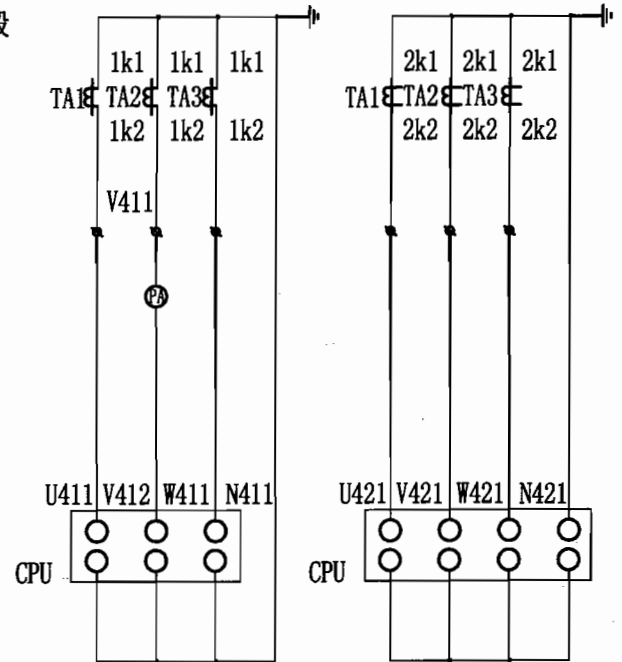 段
1k1 1k1 1k1 2k1 2k1 2k1
TA1 TA2 TA3 TA1 TA2 TA3
1k2 1k2 1k2 2k2 2k2 2k2
V411
PA
U411 V412 W411 N411 U421 V421 W421 N421
CPU CPU